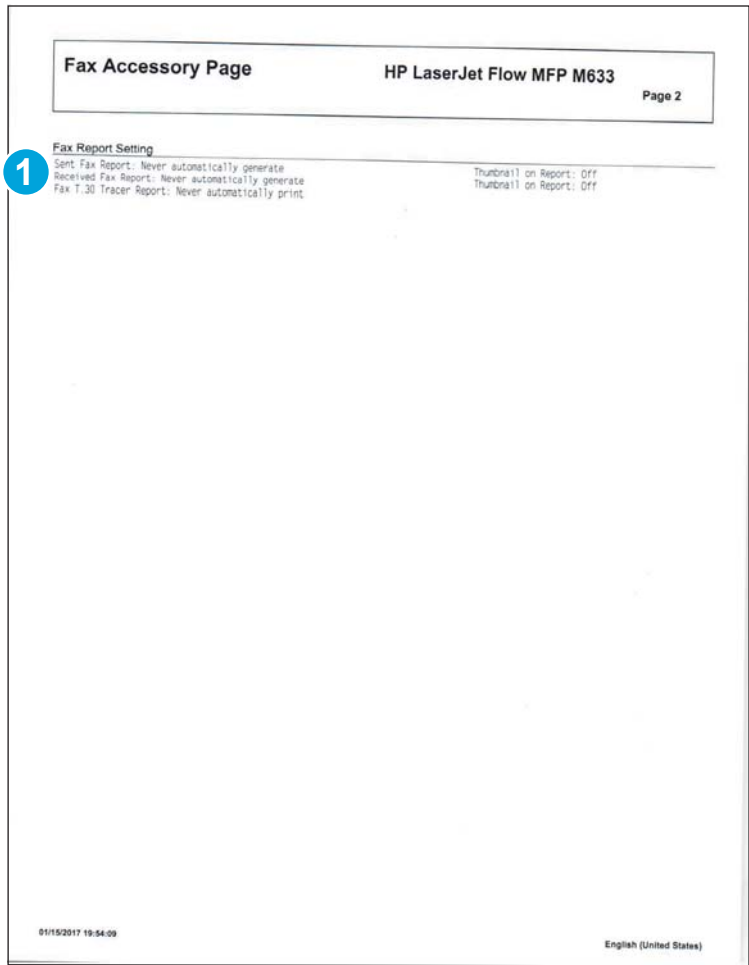 Fax Accessory Page HP LaserJet Flow MFP M633
Page 2
Fax Report Setting
1
Sent Fax Report: Never automatically generate Thumbnail on Report: Off
Received Fax Report: Never automatically generate Thumbnail on Report: Off
Fax T.30 Tracer Report: Never automatically print
01/15/2017 19:54:09
English (United States)